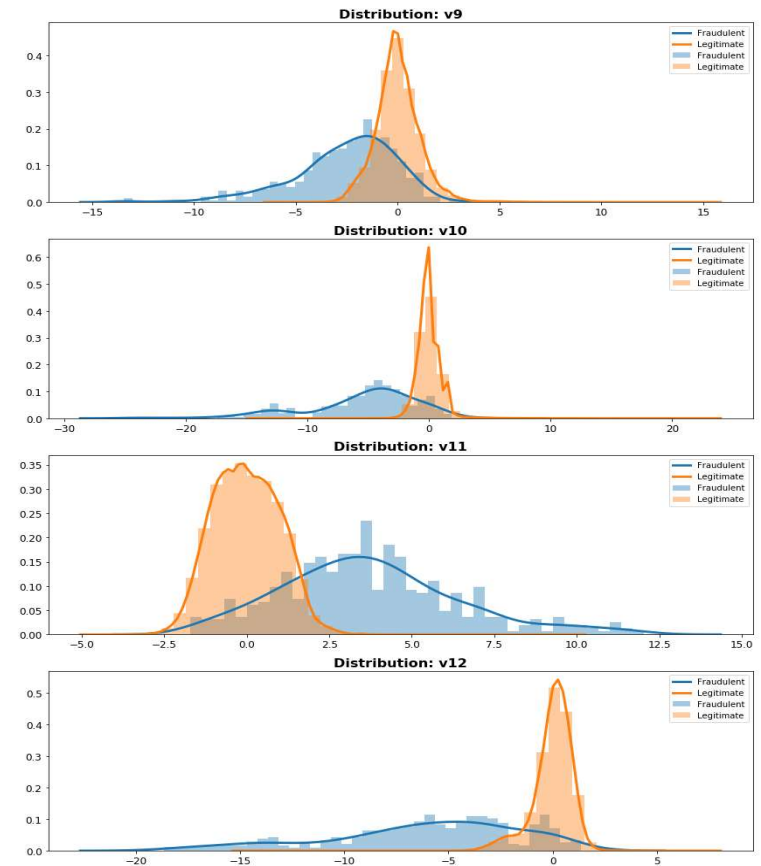 Distribution: v9
Fraudulent
Legitimate
Fraudulent
Legitimate
0.4
0.3
0.2
0.1
0.0
−15 −10 −5 0 5 10 15
Distribution: v10
Fraudulent
Legitimate
Fraudulent
Legitimate
0.6
0.5
0.4
0.3
0.2
0.1
0.0
−30 −20 −10 0 10 20
Distribution: v11
Fraudulent
Legitimate
Fraudulent
Legitimate
0.35
0.30
0.25
0.20
0.15
0.10
0.05
0.00
−5.0 −2.5 0.0 2.5 5.0 7.5 10.0 12.5 15.0
Distribution: v12
Fraudulent
Legitimate
Fraudulent
Legitimate
0.5
0.4
0.3
0.2
0.1
0.0
−20 −15 −10 −5 0 5